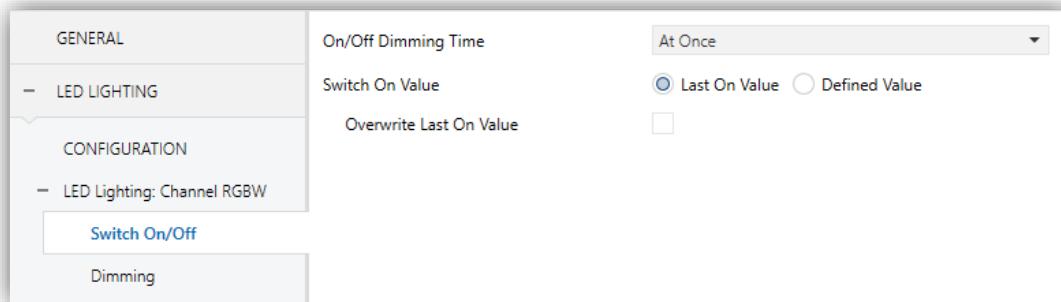 GENERAL
LED LIGHTING
CONFIGURATION
LED Lighting: Channel RGBW
Switch On/Off
Dimming
On/Off Dimming Time
At Once
Switch On Value
Last On Value
Defined Value
Overwrite Last On Value